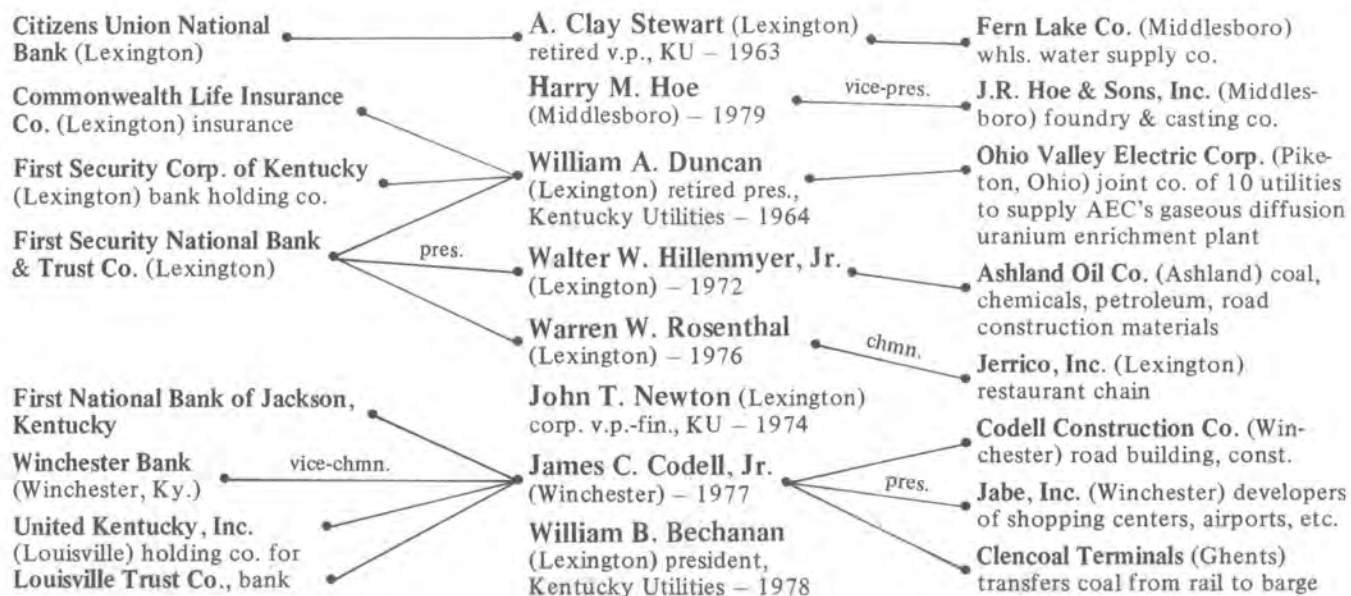 Citizens Union National
Bank (Lexington)
Commonwealth Life Insurance
Co. (Lexington) insurance
First Security Corp. of Kentucky
(Lexington) bank holding co.
First Security National Bank
& Trust Co. (Lexington)
First National Bank of Jackson,
Kentucky
Winchester Bank
(Winchester, Ky.)
United Kentucky, Inc.
(Louisville) holding co. for
Louisville Trust Co., bank
pres.
vice-chmn.
A. Clay Stewart (Lexington)
retired v.p., KU – 1963
Harry M. Hoe
(Middlesboro) – 1979
William A. Duncan
(Lexington) retired pres.,
Kentucky Utilities – 1964
Walter W. Hillenmyer, Jr.
(Lexington) – 1972
Warren W. Rosenthal
(Lexington) – 1976
John T. Newton (Lexington)
corp. v.p.-fin., KU – 1974
James C. Codell, Jr.
(Winchester) – 1977
William B. Bechanan
(Lexington) president,
Kentucky Utilities – 1978
vice-pres.
chmn.
pres.
Fern Lake Co. (Middlesboro)
whls. water supply co.
J.R. Hoe & Sons, Inc. (Middles-
boro) foundry & casting co.
Ohio Valley Electric Corp. (Pike-
ton, Ohio) joint co. of 10 utilities
to supply AEC's gaseous diffusion
uranium enrichment plant
Ashland Oil Co. (Ashland) coal,
chemicals, petroleum, road
construction materials
Jerrico, Inc. (Lexington)
restaurant chain
Codell Construction Co. (Win-
chester) road building, const.
Jabe, Inc. (Winchester) developers
of shopping centers, airports, etc.
Clencoal Terminals (Ghents)
transfers coal from rail to barge